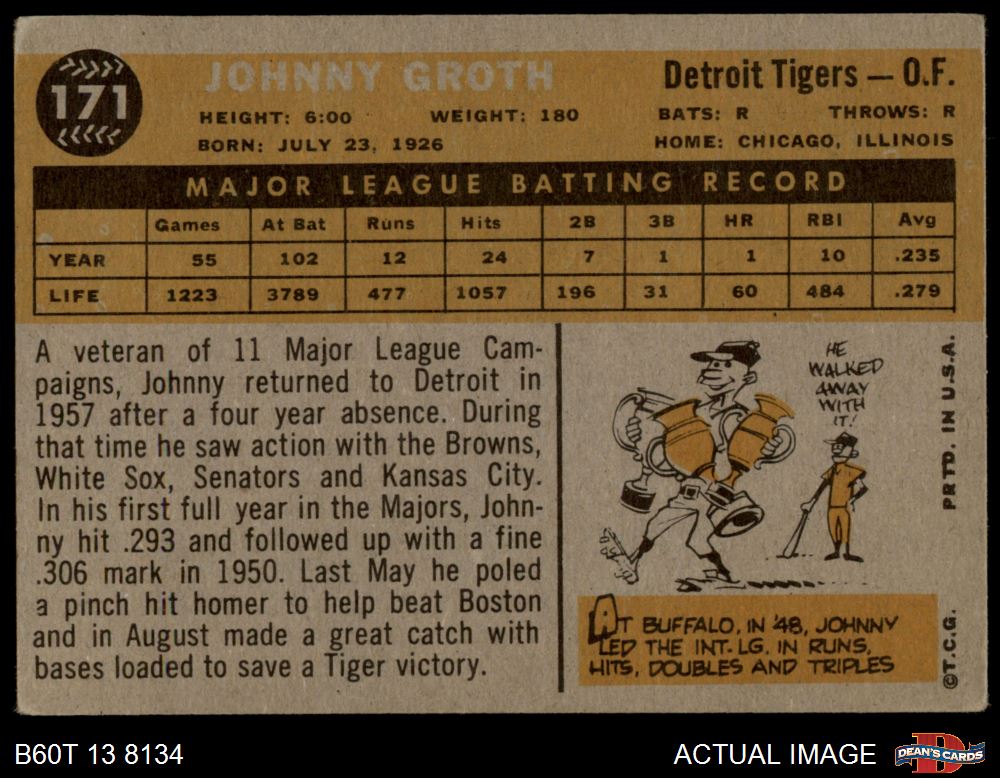 171
JOHNNY GROTH
Detroit Tigers — O.F.
HEIGHT: 6:00 WEIGHT: 180 BATS: R THROWS: R
BORN: JULY 23, 1926 HOME: CHICAGO, ILLINOIS
MAJOR LEAGUE BATTING RECORD
Games At Bat Runs Hits 2B 3B HR RBI Avg
YEAR 55 102 12 24 7 1 1 10 .235
LIFE 1223 3789 477 1057 196 31 60 484 .279
A veteran of 11 Major League Cam-
paigns, Johnny returned to Detroit in
1957 after a four year absence. During
that time he saw action with the Browns,
White Sox, Senators and Kansas City.
In his first full year in the Majors, John-
ny hit .293 and followed up with a fine
.306 mark in 1950. Last May he poled
a pinch hit homer to help beat Boston
and in August made a great catch with
bases loaded to save a Tiger victory.
HE
WALKED
AWAY
WITH
IT!
AT BUFFALO, IN '48, JOHNNY
LED THE INT. LG. IN RUNS,
HITS, DOUBLES AND TRIPLES
PRTD. IN U.S.A.
©T.C.G.
B60T 13 8134
ACTUAL IMAGE
DEAN'S CARDS